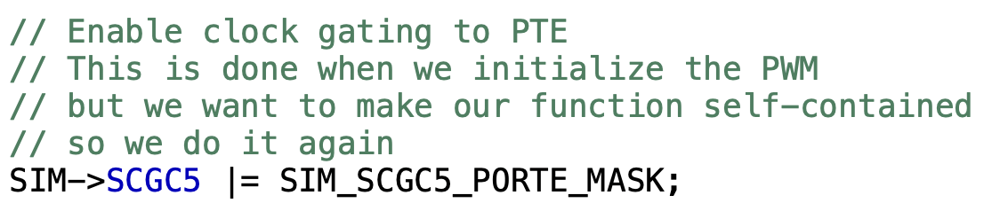 // Enable clock gating to PTE
// This is done when we initialize the PWM
// but we want to make our function self-contained
// so we do it again
SIM->SCGC5 |= SIM_SCGC5_PORTE_MASK;